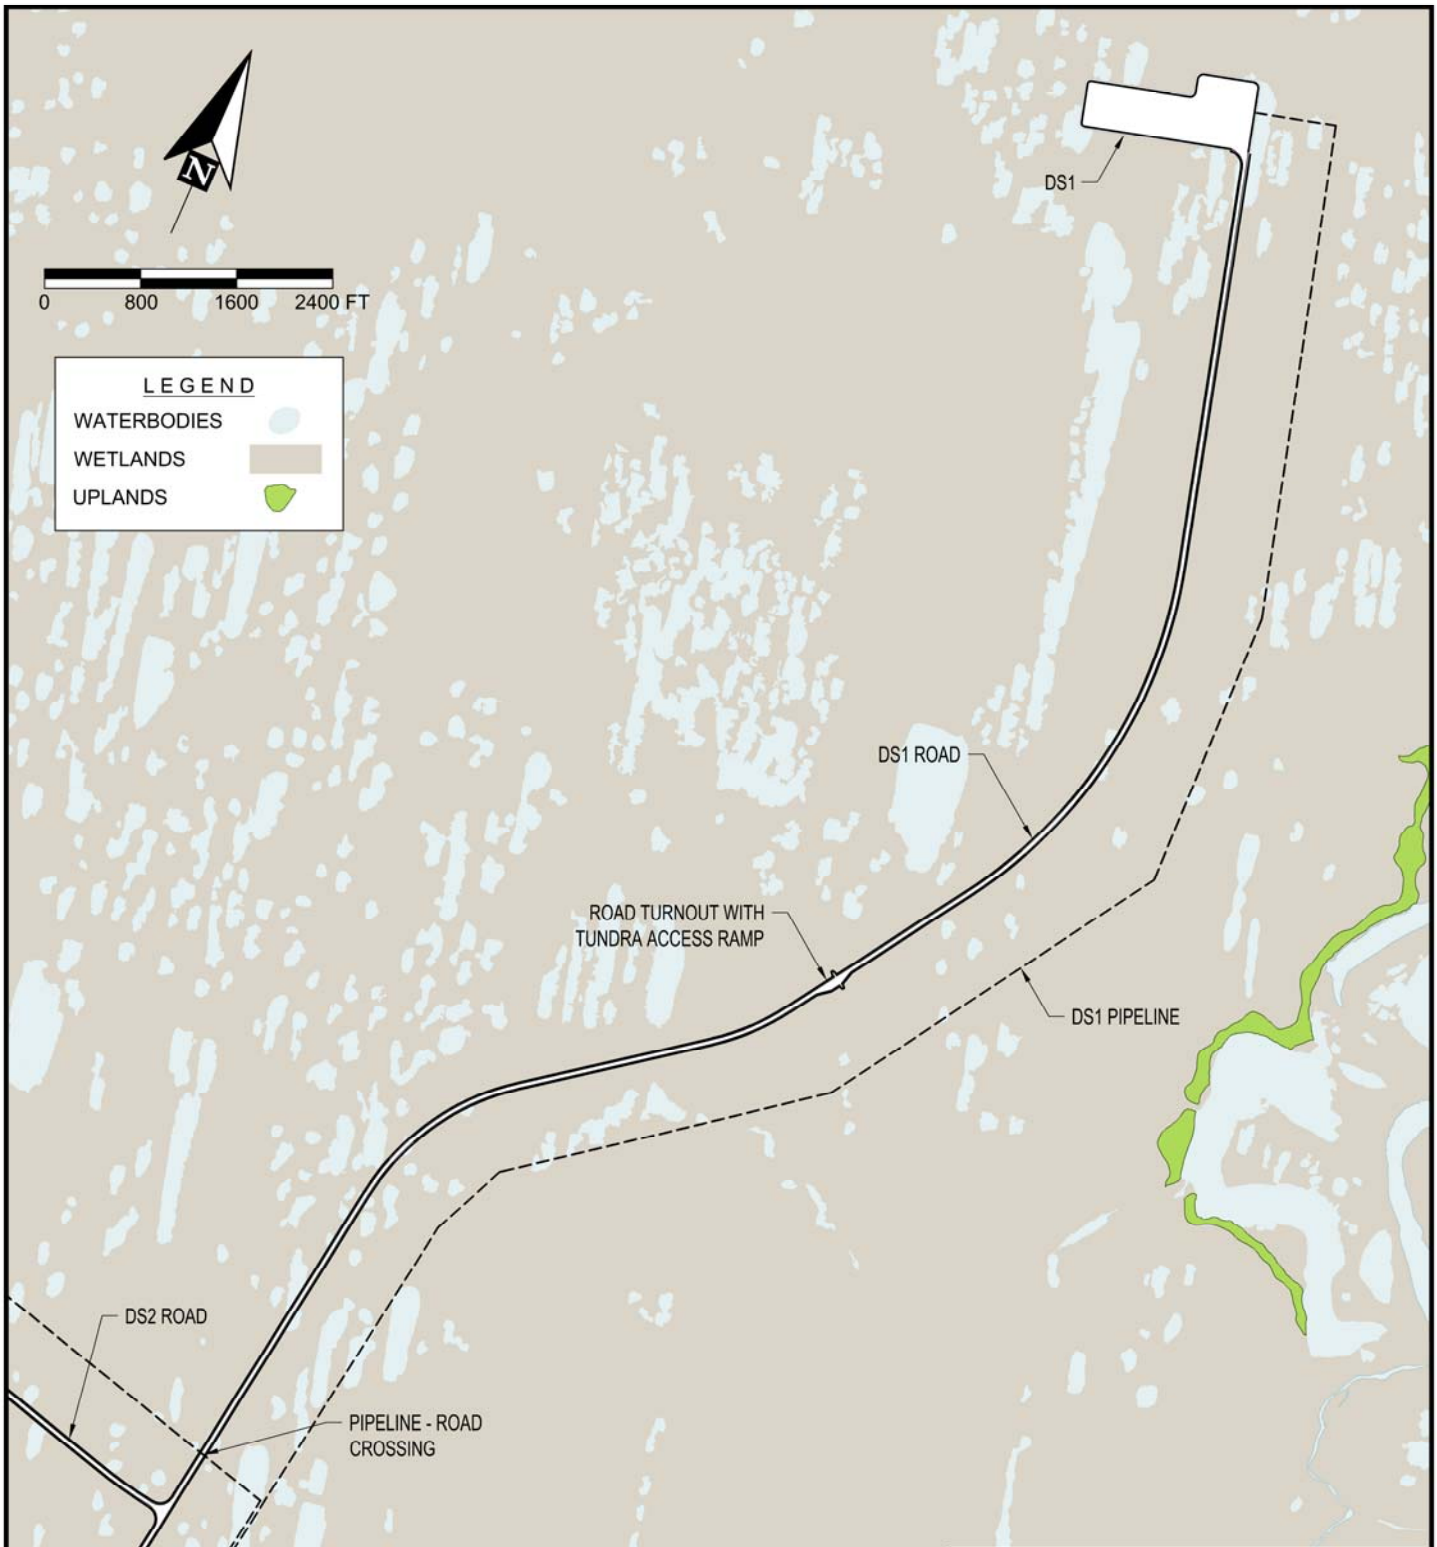 N
DS1
0 800 1600 2400 FT
LEGEND
WATERBODIES
WETLANDS
UPLANDS
DS1 ROAD
ROAD TURNOUT WITH
TUNDRA ACCESS RAMP
DS1 PIPELINE
DS2 ROAD
PIPELINE - ROAD
CROSSING